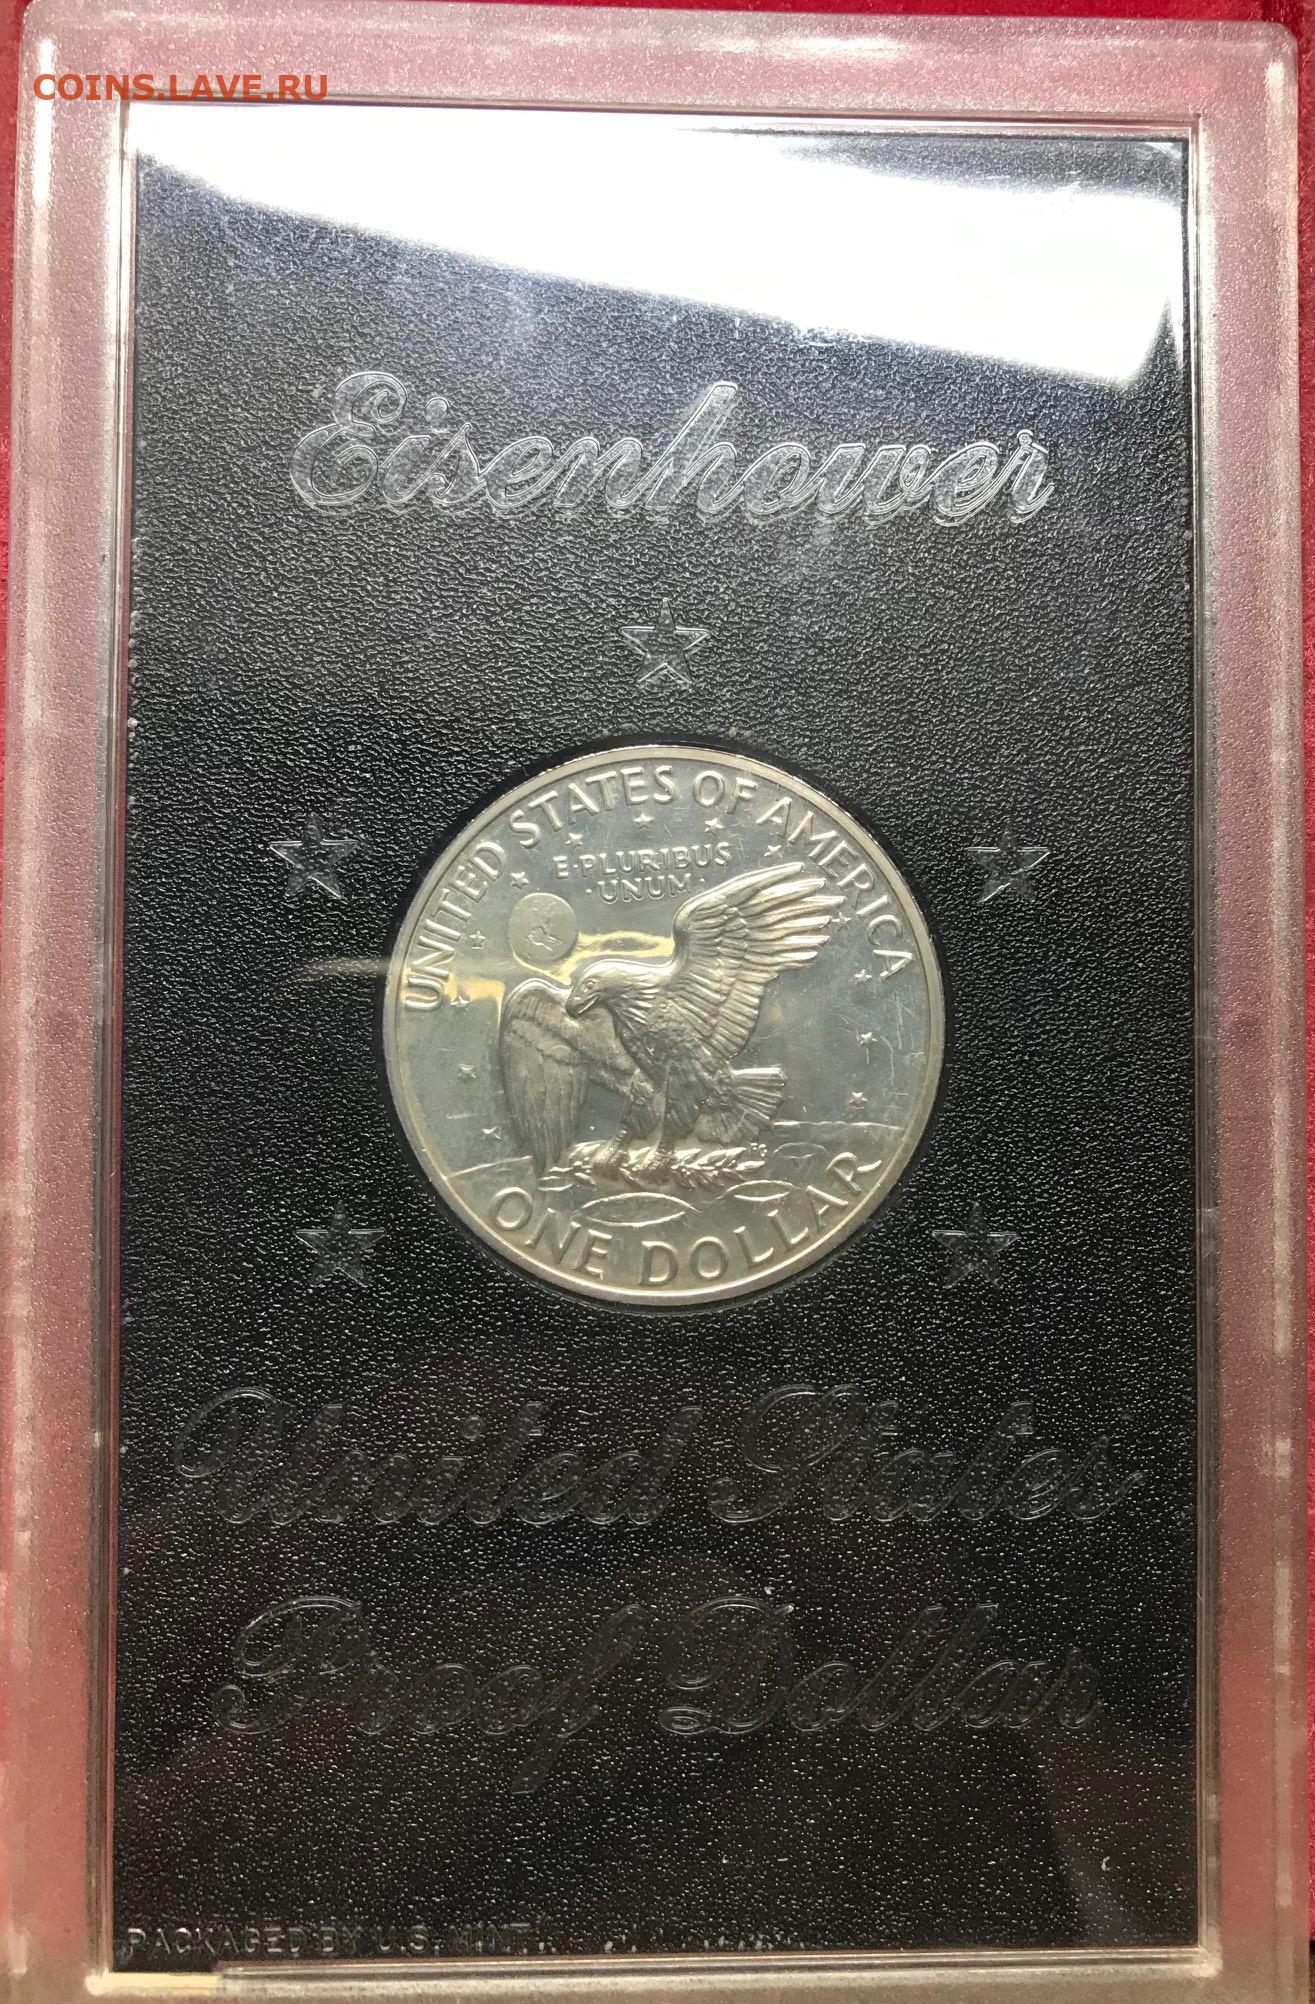 COINS.LAVE.RU
Eisenhower
UNITED STATES OF AMERICA
E·PLURIBUS
·UNUM·
FG
ONE DOLLAR
United States
Proof Dollar
PACKAGED BY U.S. MINT